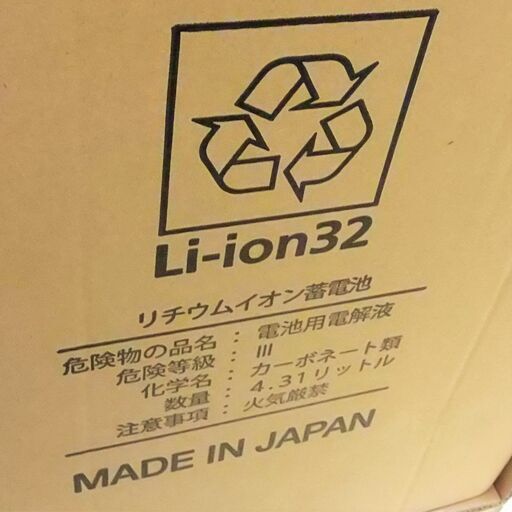 Li-ion32
リチウムイオン蓄電池
危険物の品名：電池用電解液
危険等級：III
化学名：カーボネート類
数量：4.31リットル
注意事項：火気厳禁
MADE IN JAPAN